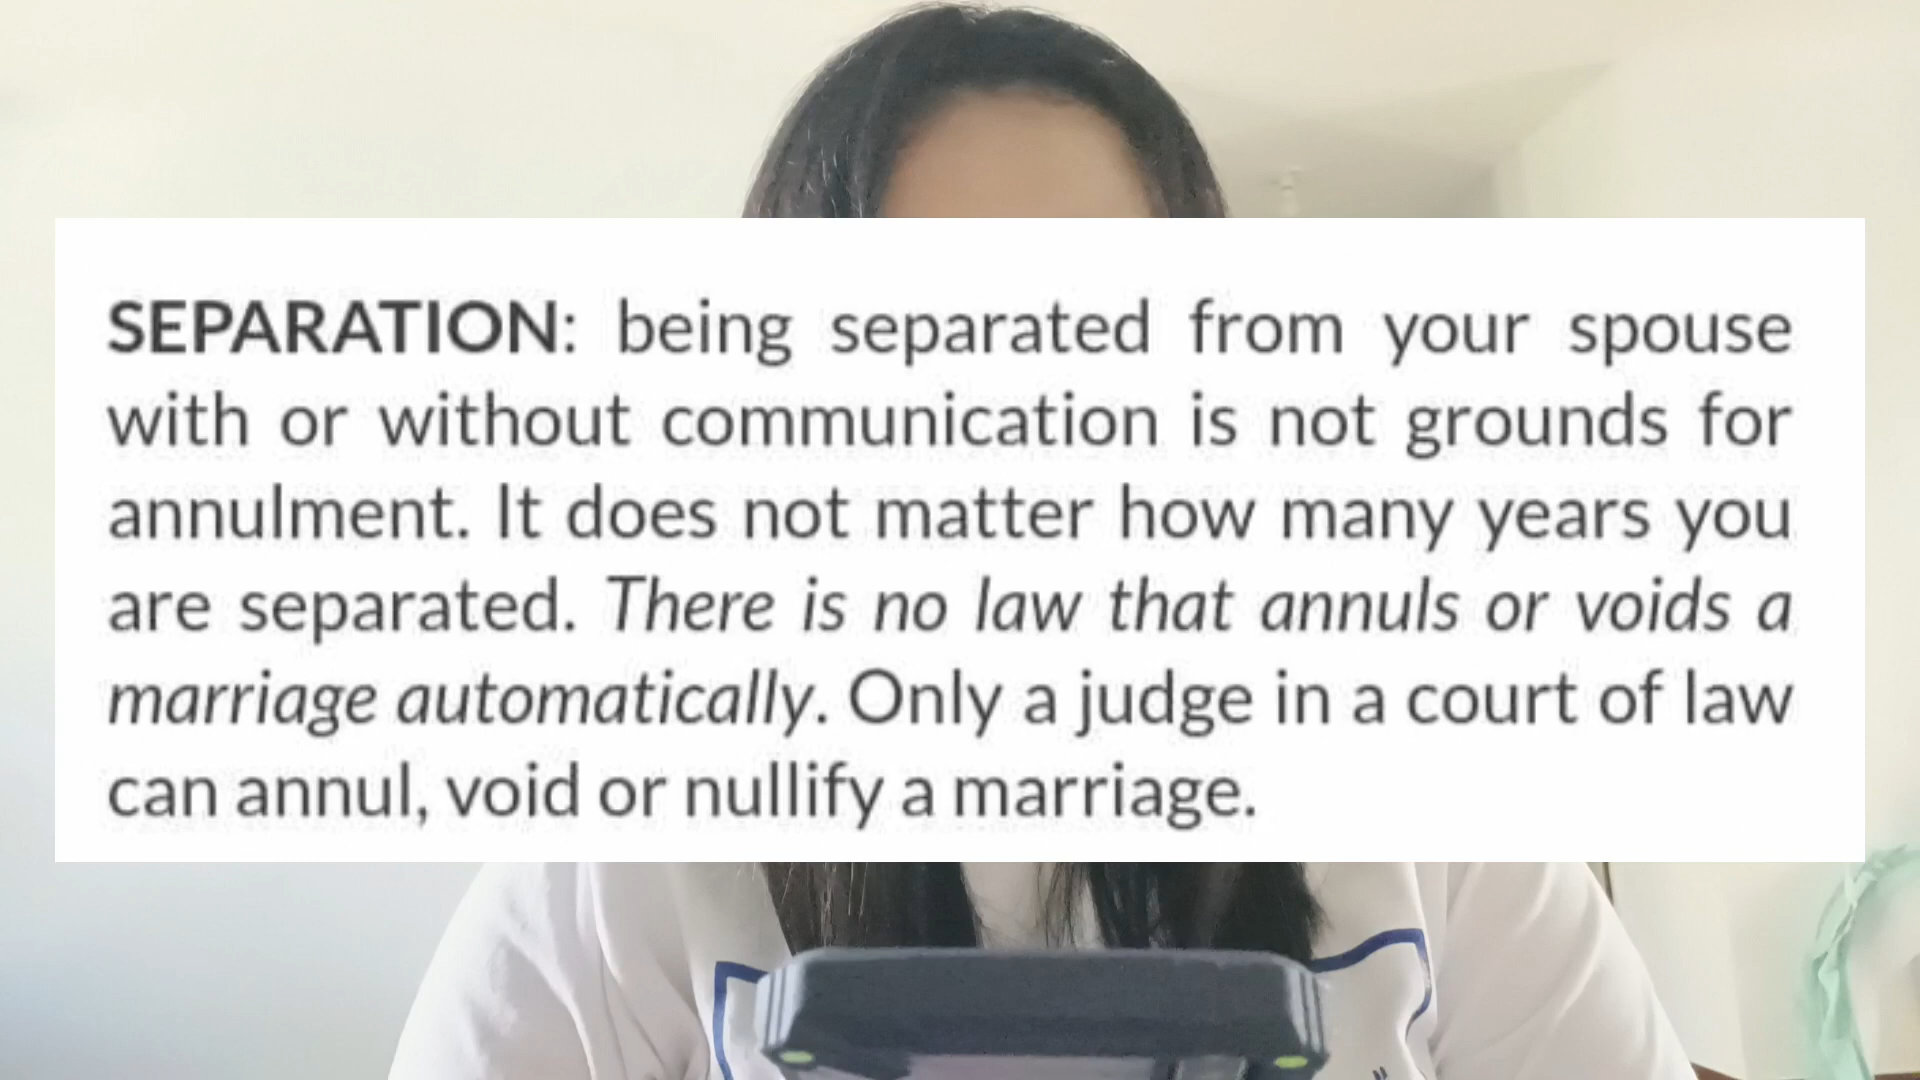 SEPARATION: being separated from your spouse
with or without communication is not grounds for
annulment. It does not matter how many years you
are separated. There is no law that annuls or voids a
marriage automatically. Only a judge in a court of law
can annul, void or nullify a marriage.